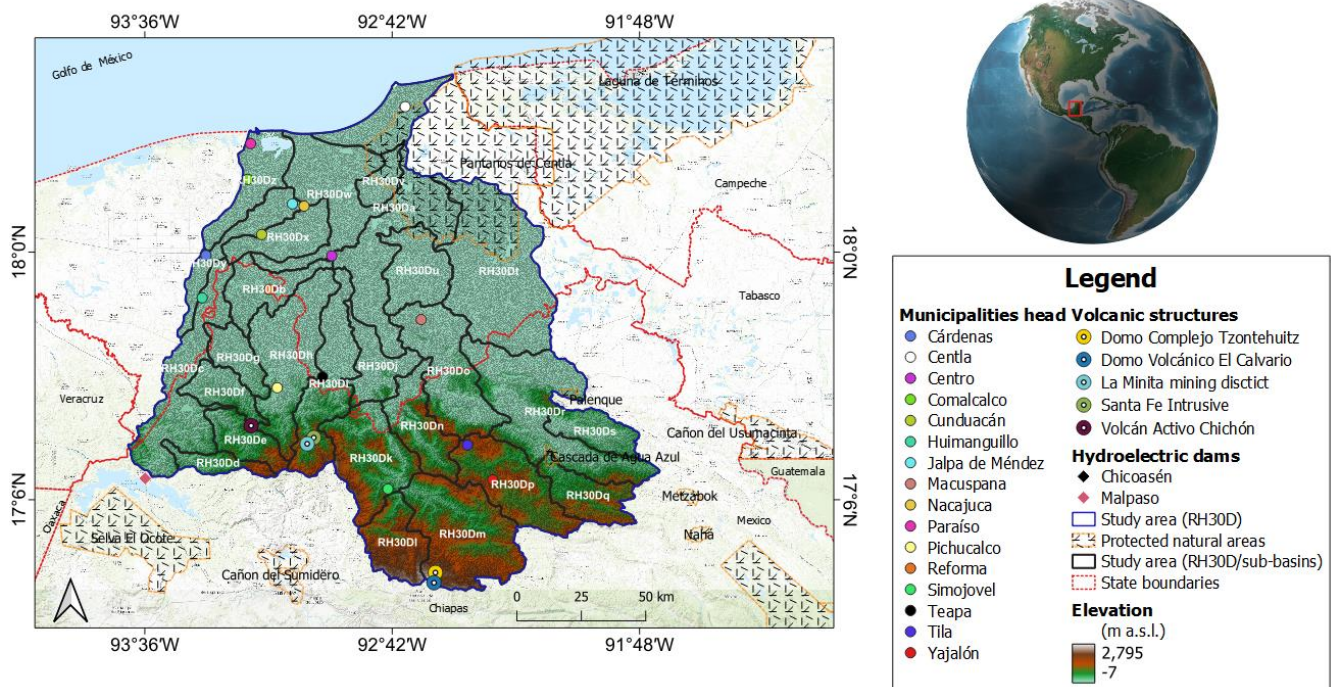 93°36'W
92°42'W
91°48'W
Golfo de México
Laguna de Términos
Pantanos de Centla
Campeche
H30Dz
RH30Dw
RH30Dv
RH30Da
RH30Dx
18°0'N
18°0'N
RH30Dy
RH30Du
RH30Dt
RH30Db
Tabasco
RH30Dg
RH30Dh
RH30Dc
RH30Di
RH30Dj
RH30Do
RH30Df
Veracruz
Palenque
RH30Dr
RH30De
RH30Dn
RH30Ds
Cañon del Usumacinta
RH30Dd
RH30Dk
Cascada de Agua Azul
Guatemala
17°6'N
17°6'N
RH30Dp
RH30Dq
Metzabok
Oaxaca
Mexico
Selva El Ocote
RH30Dl
RH30Dm
Nahá
Cañon del Sumidero
Chiapas
0 25 50 km
93°36'W
92°42'W
91°48'W
Legend
Municipalities head
Cárdenas
Centla
Centro
Comalcalco
Cunduacán
Huimanguillo
Jalpa de Méndez
Macuspana
Nacajuca
Paraíso
Pichucalco
Reforma
Simojovel
Teapa
Tila
Yajalón
Volcanic structures
Domo Complejo Tzontehuitz
Domo Volcánico El Calvario
La Minita mining disctict
Santa Fe Intrusive
Volcán Activo Chichón
Hydroelectric dams
Chicoasén
Malpaso
Study area (RH30D)
Protected natural areas
Study area (RH30D/sub-basins)
State boundaries
Elevation
(m a.s.l.)
2,795
-7